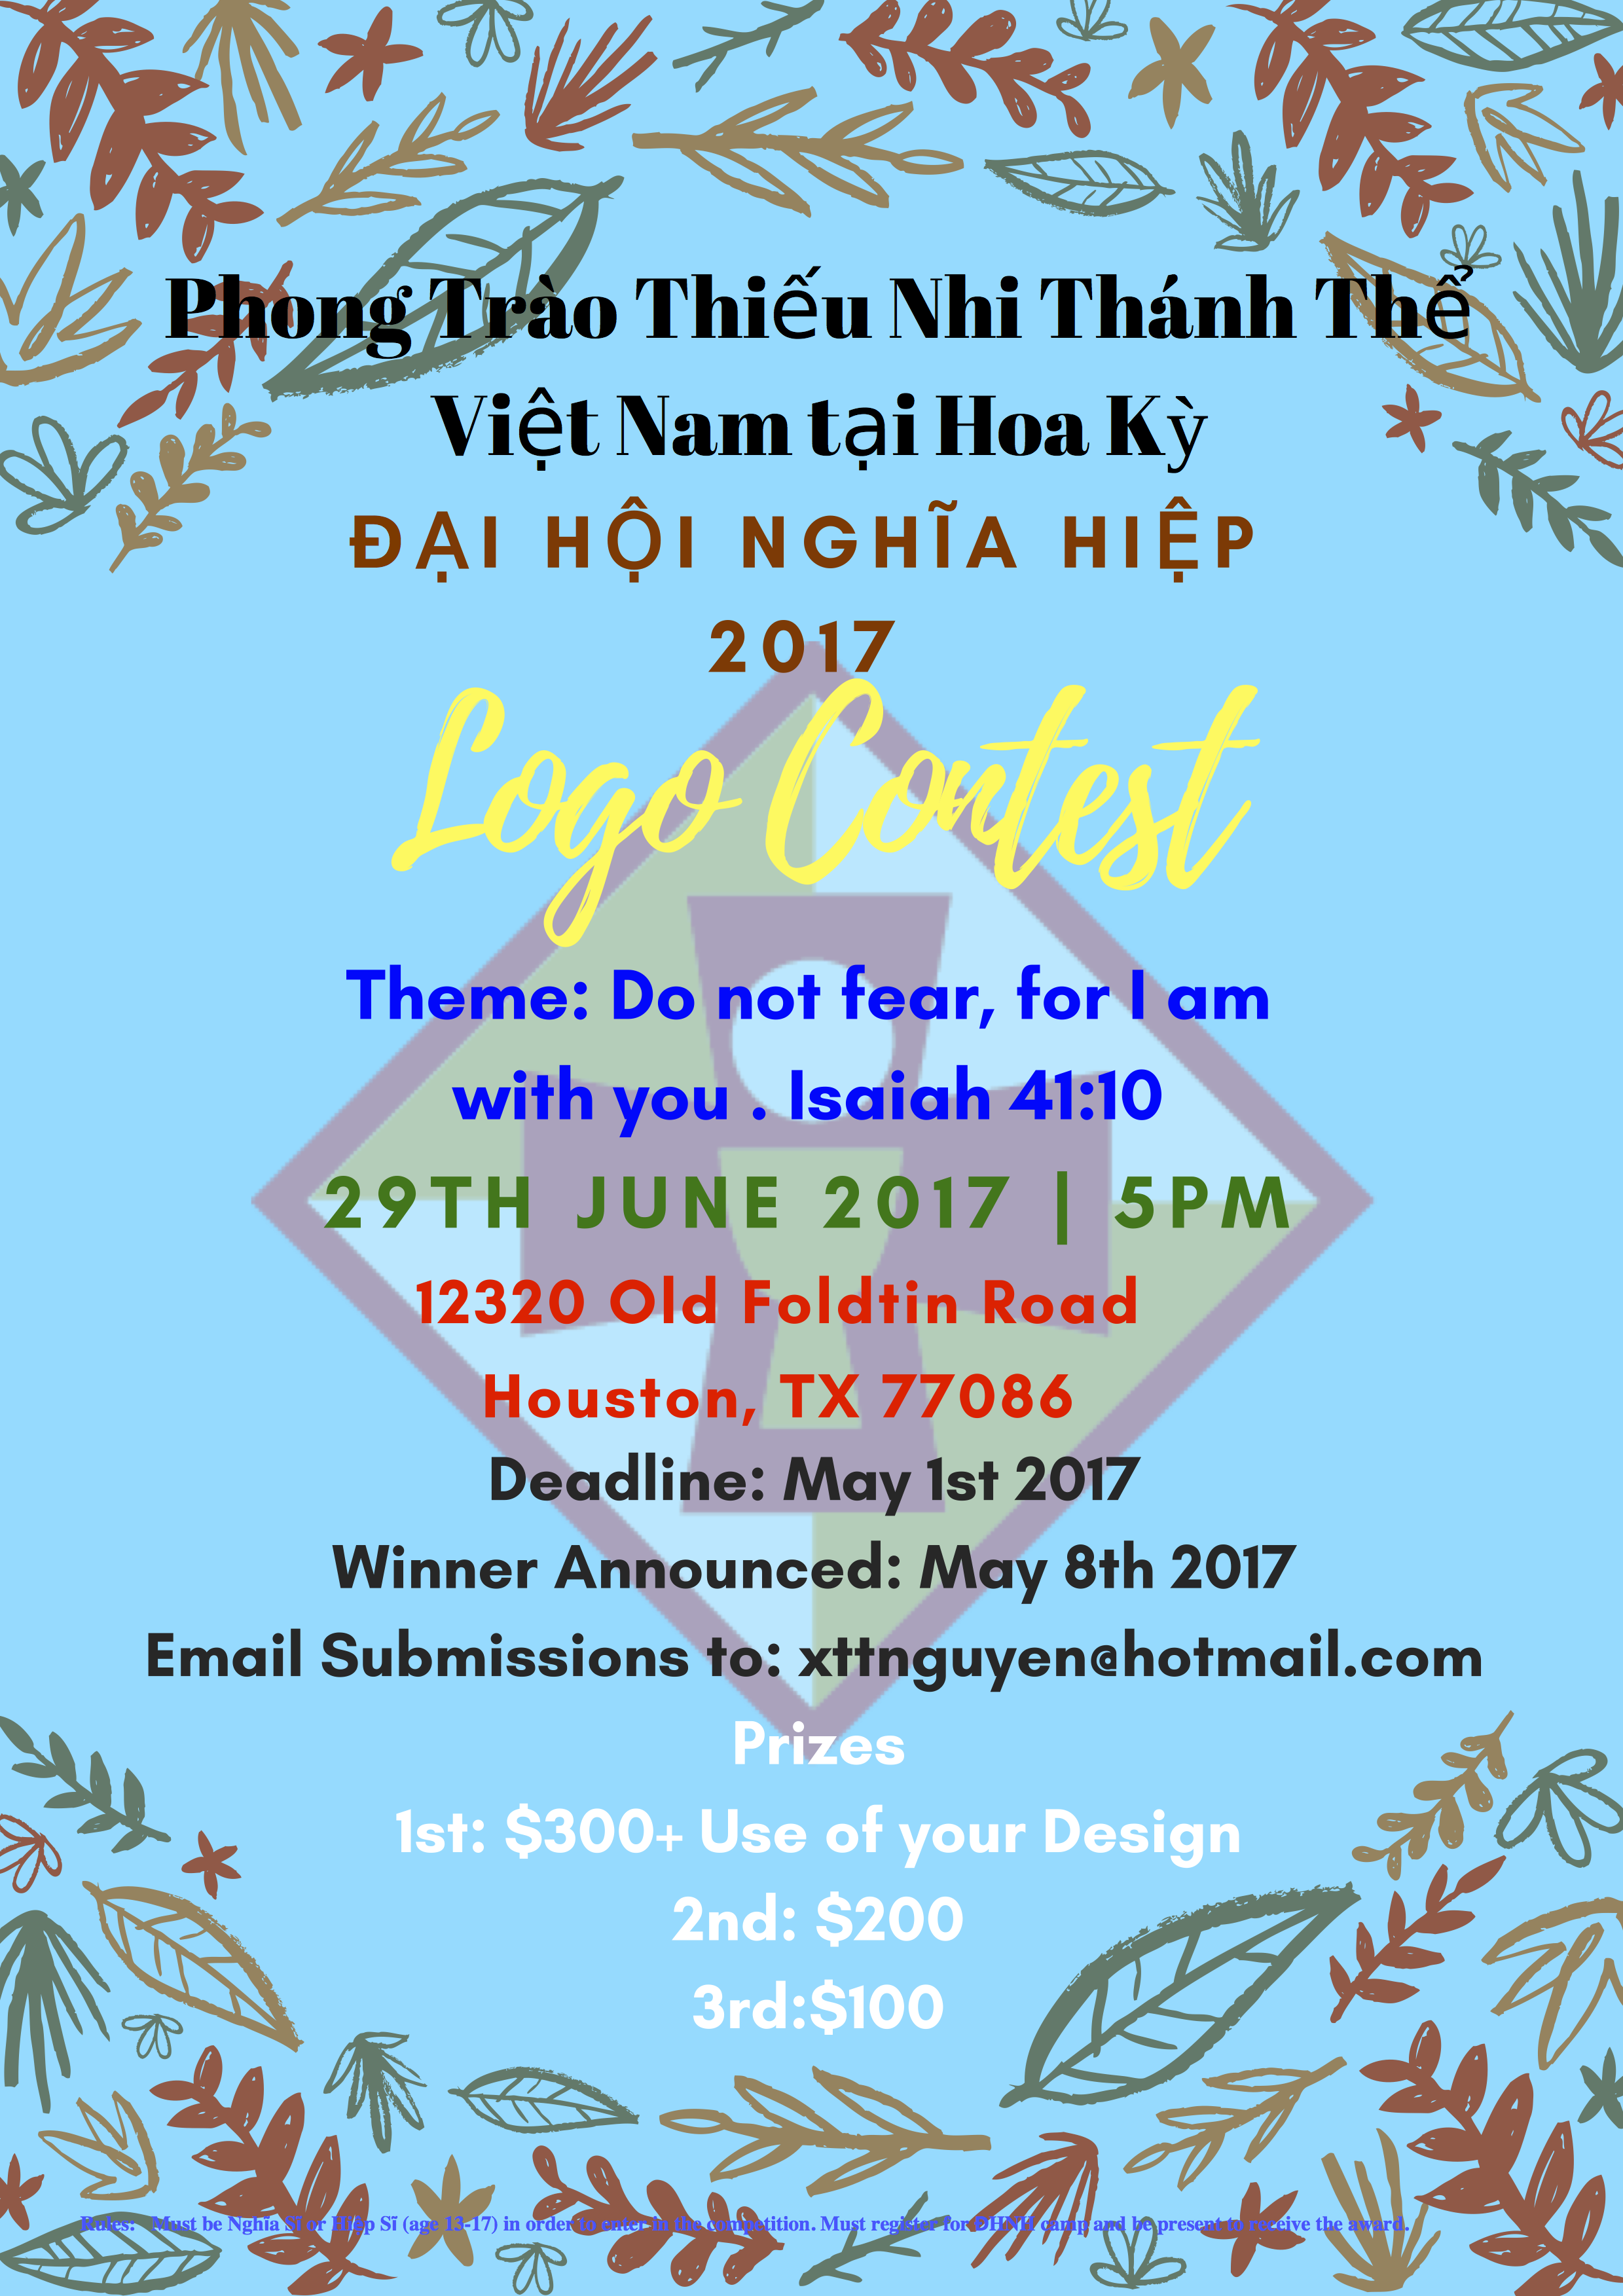 Phong Trào Thiếu Nhi Thánh Thể
Việt Nam tại Hoa Kỳ
ĐẠI HỘI NGHĨA HIỆP
2017
Logo Contest
Theme: Do not fear, for I am
with you . Isaiah 41:10
29TH JUNE 2017 | 5PM
12320 Old Foldtin Road
Houston, TX 77086
Deadline: May 1st 2017
Winner Announced: May 8th 2017
Email Submissions to: xttnguyen@hotmail.com
Prizes
1st: $300+ Use of your Design
2nd: $200
3rd:$100
Rules: Must be Nghĩa Sĩ or Hiệp Sĩ (age 13-17) in order to enter in the competition. Must register for ĐHNH camp and be present to receive the award.